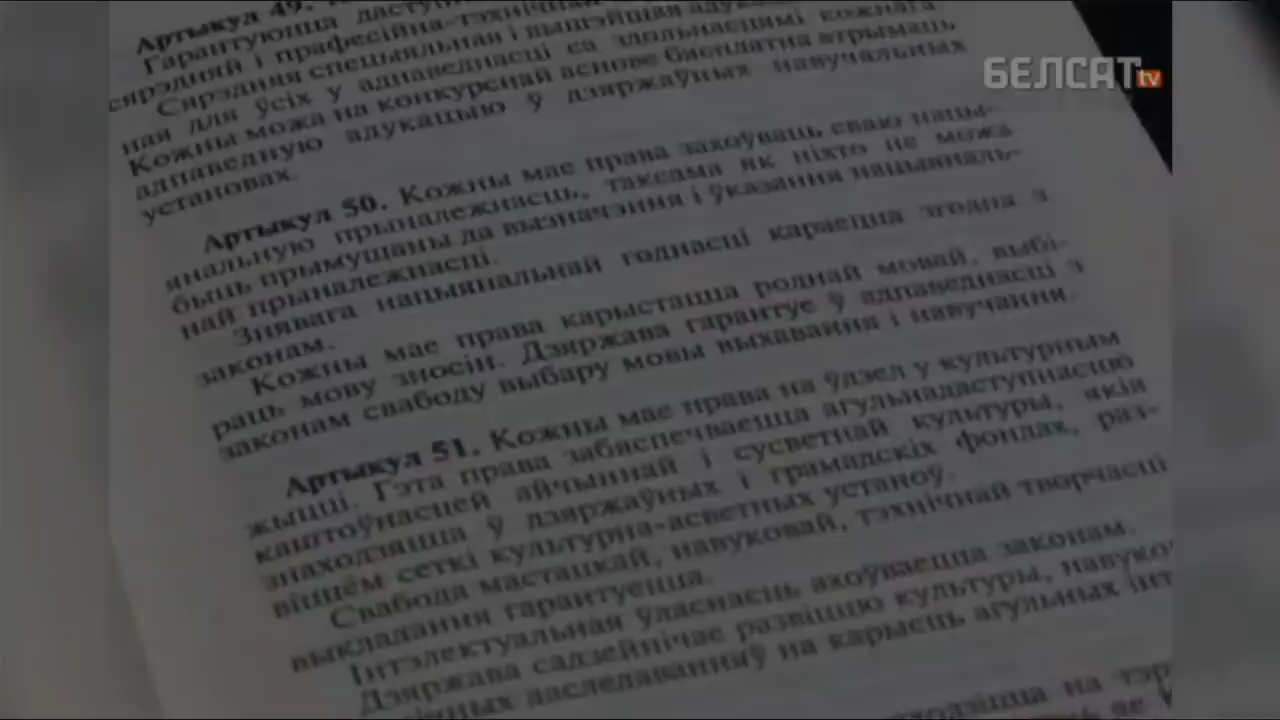 БЕЛСАТ tv
Артыкул 49.
Гарантуюцца даступ
сярэдняй і прафесійна-тэхнічнай
Сярэдняя спецыяльная і вышэйшая адука
ная для ўсіх у адпаведнасці са здольнасцямі кожнага.
Кожны можа на конкурснай аснове бясплатна атрымаць
адпаведную адукацыю ў дзяржаўных навучальных
установах.
Артыкул 50. Кожны мае права захоўваць сваю нацы-
янальную прыналежнасць, таксама як ніхто не можа
быць прымушаны да вызначэння і ўказання нацыяналь-
най прыналежнасці.
Знявага нацыянальнай годнасці караецца згодна з
законам.
Кожны мае права карыстацца роднай мовай, выбі-
раць мову зносін. Дзяржава гарантуе ў адпаведнасці з
законам свабоду выбару мовы выхавання і навучання.
Артыкул 51. Кожны мае права на ўдзел у культурным
жыцці. Гэта права забяспечваецца агульнадаступнасцю
каштоўнасцей айчыннай і сусветнай культуры, якія
знаходзяцца ў дзяржаўных і грамадскіх фондах, раз-
віццём сеткі культурна-асветных устаноў.
Свабода мастацкай, навуковай, тэхнічнай творчасці
выкладання гарантуецца.
Інтэлектуальная ўласнасць ахоўваецца законам.
Дзяржава садзейнічае развіццю культуры, навуко
даследаванняў на карысць агульных інт
на тэр